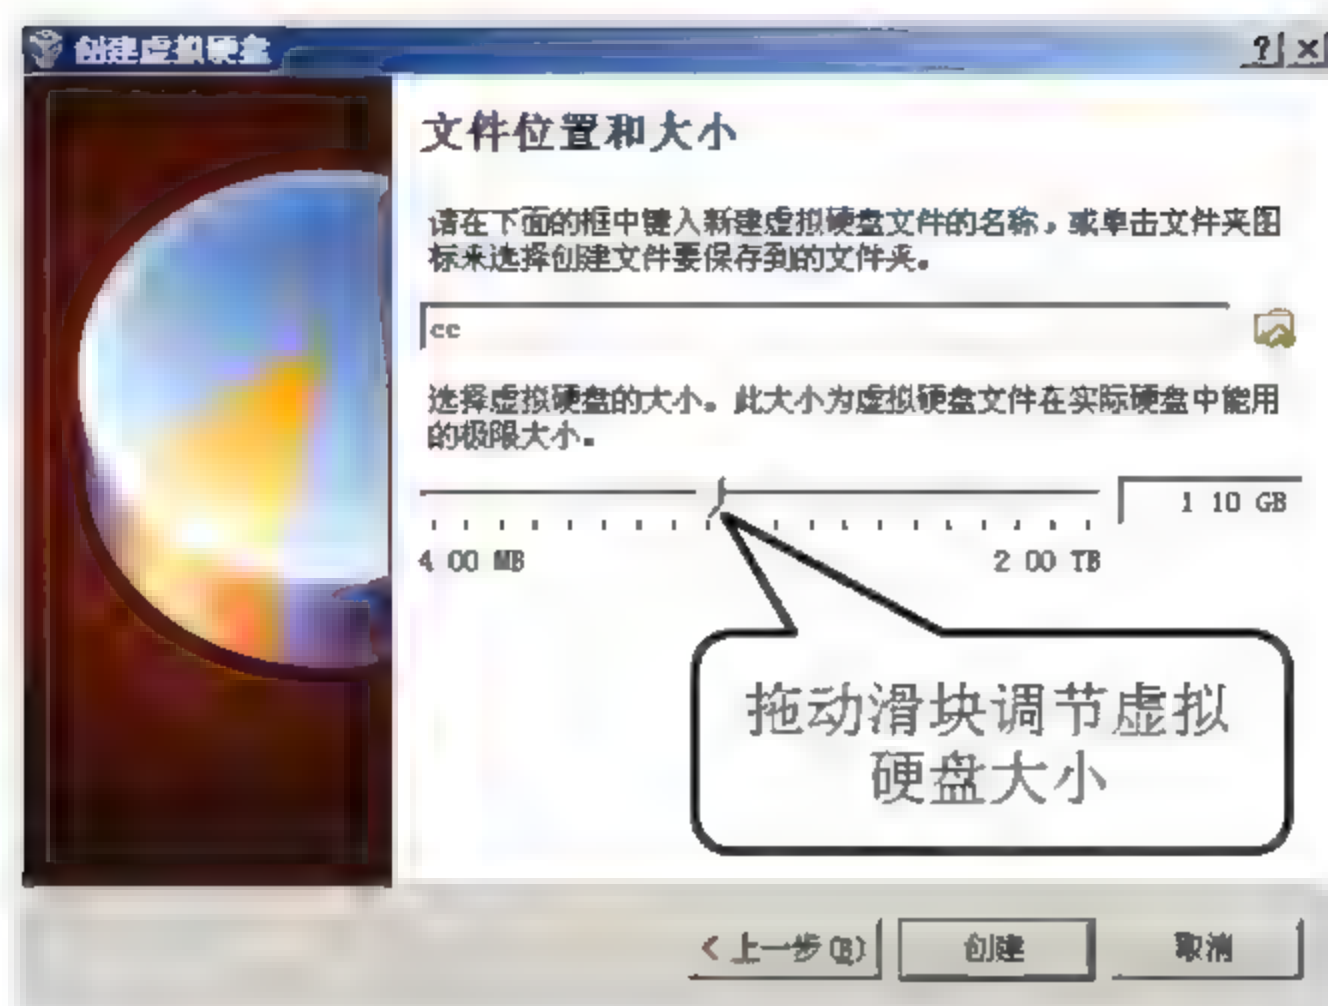 创建虚拟硬盘
? ×
文件位置和大小
请在下面的框中键入新建虚拟硬盘文件的名称，或单击文件夹图
标来选择创建文件要保存到的文件夹。
cc
选择虚拟硬盘的大小。此大小为虚拟硬盘文件在实际硬盘中能用
的极限大小。
1 10 GB
4 00 MB 2 00 TB
拖动滑块调节虚拟
硬盘大小
< 上一步(B) 创建 取消